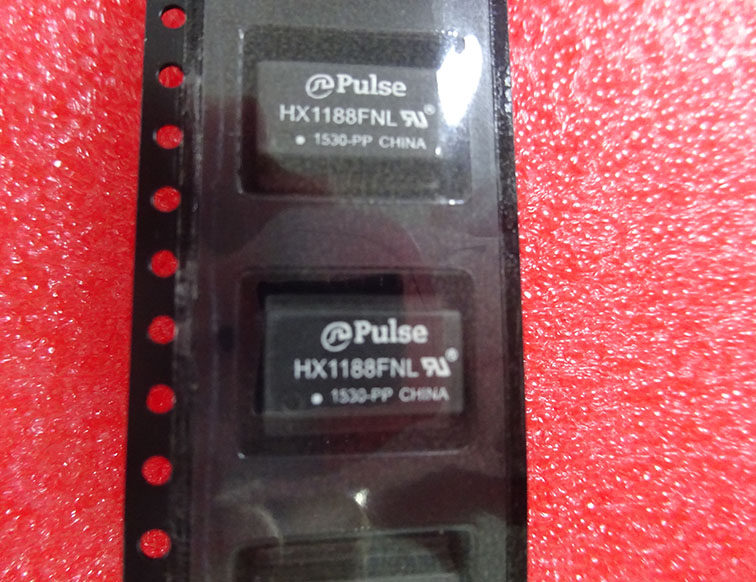 Pulse
HX1188FNL ®
1530-PP CHINA
Pulse
HX1188FNL ®
1530-PP CHINA